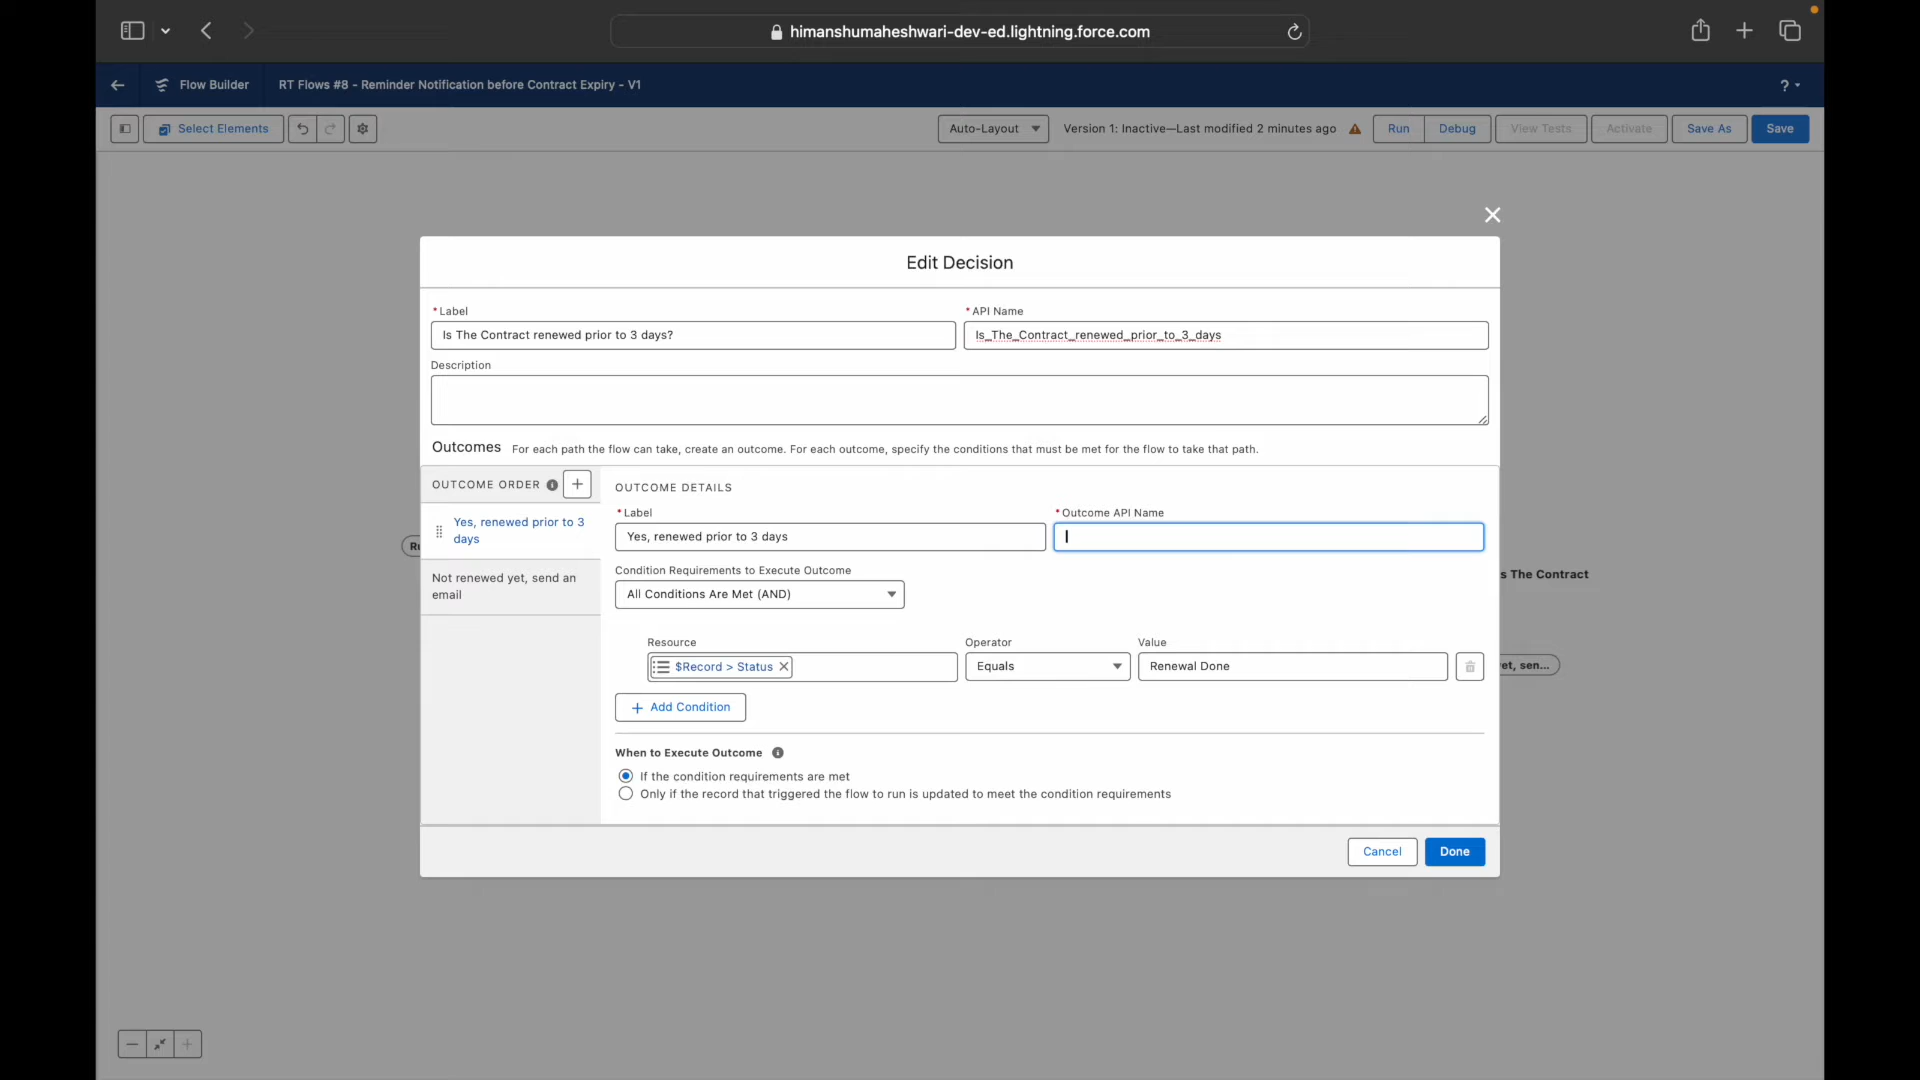 himanshumaheshwari-dev-ed.lightning.force.com
Flow Builder
RT Flows #8 - Reminder Notification before Contract Expiry - V1
?
Select Elements
Auto-Layout
Version 1: Inactive—Last modified 2 minutes ago
Run
Debug
View Tests
Activate
Save As
Save
Edit Decision
* Label
* API Name
Is The Contract renewed prior to 3 days?
Is_The_Contract_renewed_prior_to_3_days
Description
Outcomes For each path the flow can take, create an outcome. For each outcome, specify the conditions that must be met for the flow to take that path.
OUTCOME ORDER
Yes, renewed prior to 3
days
Not renewed yet, send an
email
OUTCOME DETAILS
* Label
* Outcome API Name
Yes, renewed prior to 3 days
Condition Requirements to Execute Outcome
All Conditions Are Met (AND)
Resource
Operator
Value
$Record > Status
Equals
Renewal Done
+ Add Condition
When to Execute Outcome
If the condition requirements are met
Only if the record that triggered the flow to run is updated to meet the condition requirements
Cancel
Done
s The Contract
et, sen...